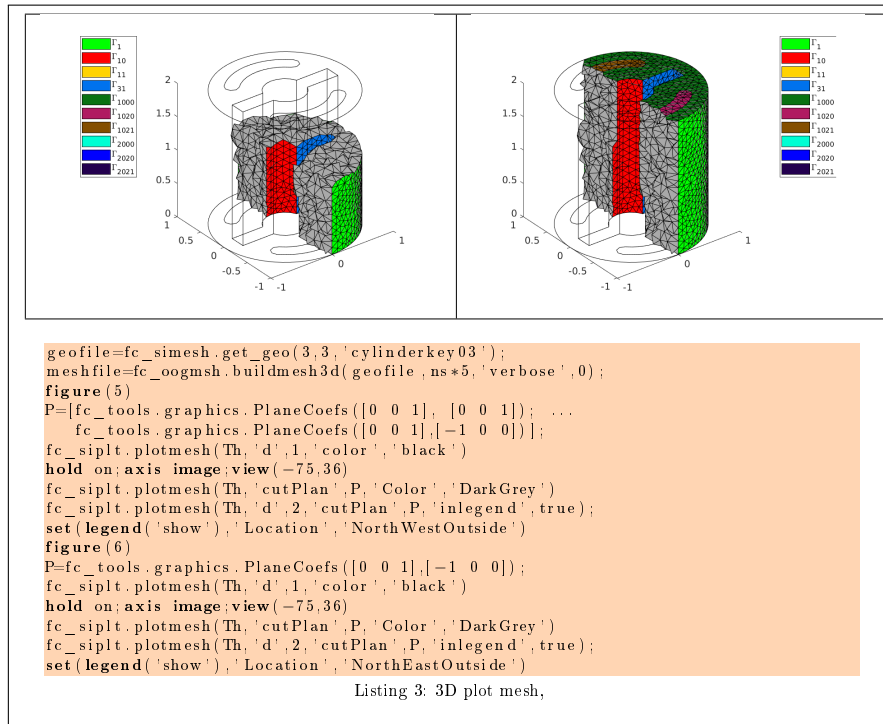 Γ1
Γ10
Γ11
Γ31
Γ1000
Γ1020
Γ1021
Γ2000
Γ2020
Γ2021
2
1.5
1
0.5
0
1
0.5
0
-0.5
-1
-1
0
1
2
1.5
1
0.5
0
1
0.5
0
-0.5
-1
-1
0
1
Γ1
Γ10
Γ11
Γ31
Γ1000
Γ1020
Γ1021
Γ2000
Γ2020
Γ2021
geofile=fc_simesh.get_geo(3,3,'cylinderkey03');
meshfile=fc_oogmsh.buildmesh3d(geofile,ns*5,'verbose',0);
figure(5)
P=[fc_tools.graphics.PlaneCoefs([0 0 1], [0 0 1]); ...
fc_tools.graphics.PlaneCoefs([0 0 1],[-1 0 0])];
fc_siplt.plotmesh(Th,'d',1,'color','black')
hold on;axis image;view(-75,36)
fc_siplt.plotmesh(Th,'cutPlan',P,'Color','DarkGrey')
fc_siplt.plotmesh(Th,'d',2,'cutPlan',P,'inlegend',true);
set(legend('show'),'Location','NorthWestOutside')
figure(6)
P=fc_tools.graphics.PlaneCoefs([0 0 1],[-1 0 0]);
fc_siplt.plotmesh(Th,'d',1,'color','black')
hold on;axis image;view(-75,36)
fc_siplt.plotmesh(Th,'cutPlan',P,'Color','DarkGrey')
fc_siplt.plotmesh(Th,'d',2,'cutPlan',P,'inlegend',true);
set(legend('show'),'Location','NorthEastOutside')
Listing 3: 3D plot mesh,